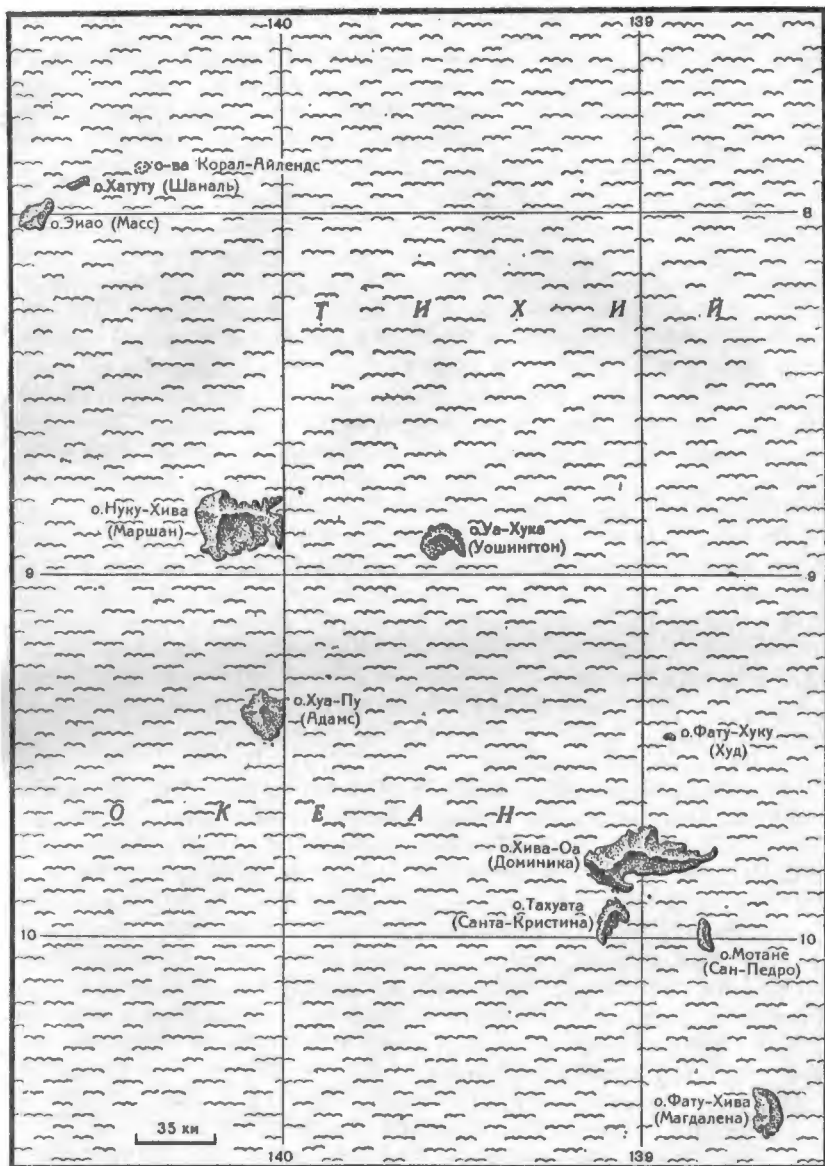 140
139
о-ва Корал-Айлендс
о.Хатуту (Шаналь)
о.Эиао (Масс)
8
Т И Х И Й
о.Нуку-Хива
(Маршан)
о.Уа-Хука
(Уошингтон)
9
9
о.Хуа-Пу
(Адамс)
о.Фату-Хуку
(Худ)
О К Е А Н
о.Хива-Оа
(Доминика)
о.Тахуата
(Санта-Кристина)
10
10
о.Мотане
(Сан-Педро)
о.Фату-Хива
(Магдалена)
35 км
140
139